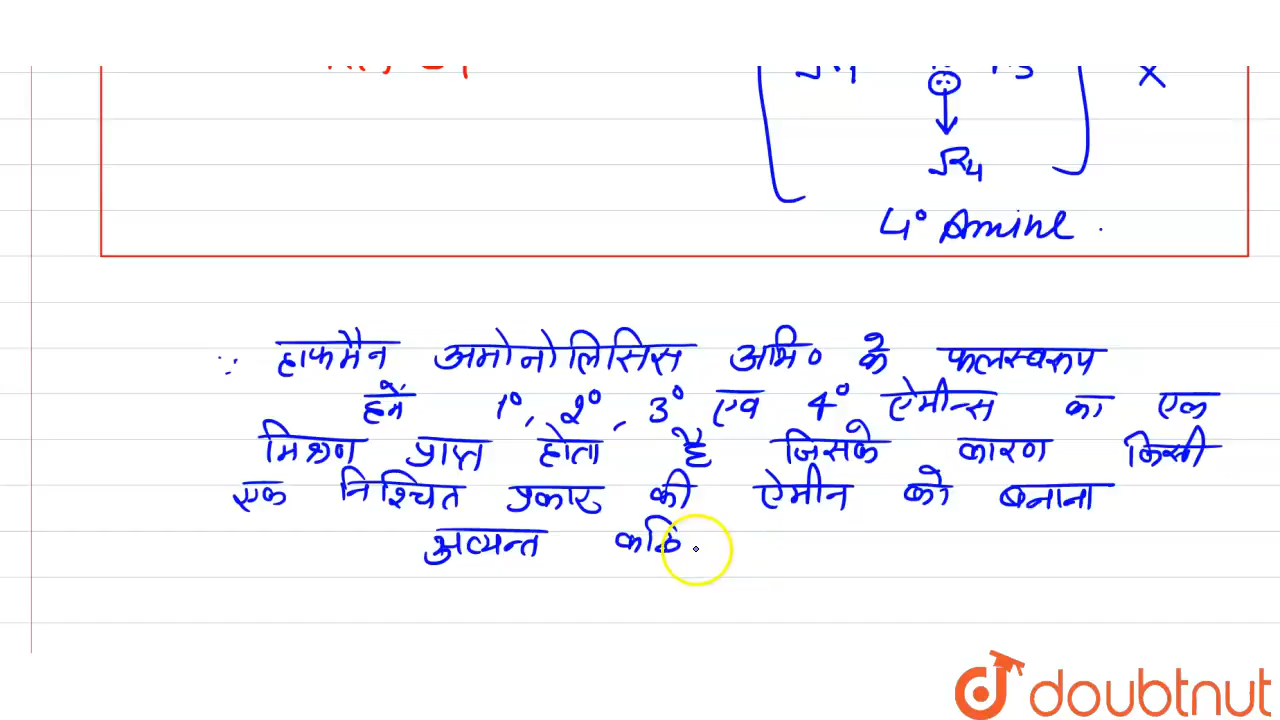 X
R4
4° Amine.
∵ हाफमैन अमोनोलिसिस अभि० के फलस्वरूप
हमें 1°, 2°, 3° एवं 4° ऐमीन्स का एक
मिश्रण प्राप्त होता है जिसके कारण किसी
एक निश्चित प्रकार की ऐमीन को बनाना
अत्यन्त कठि
doubtnut